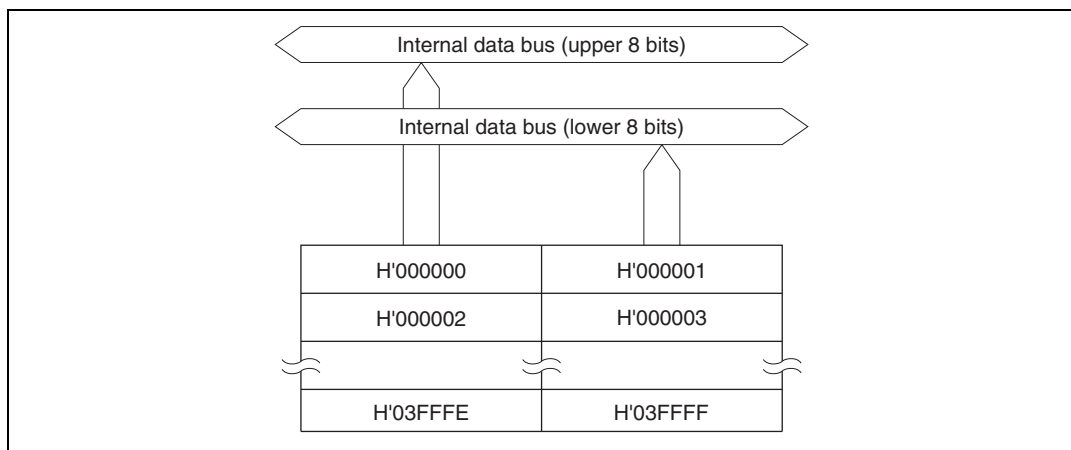 Internal data bus (upper 8 bits)
Internal data bus (lower 8 bits)
H'000000 H'000001
H'000002 H'000003
H'03FFFE H'03FFFF